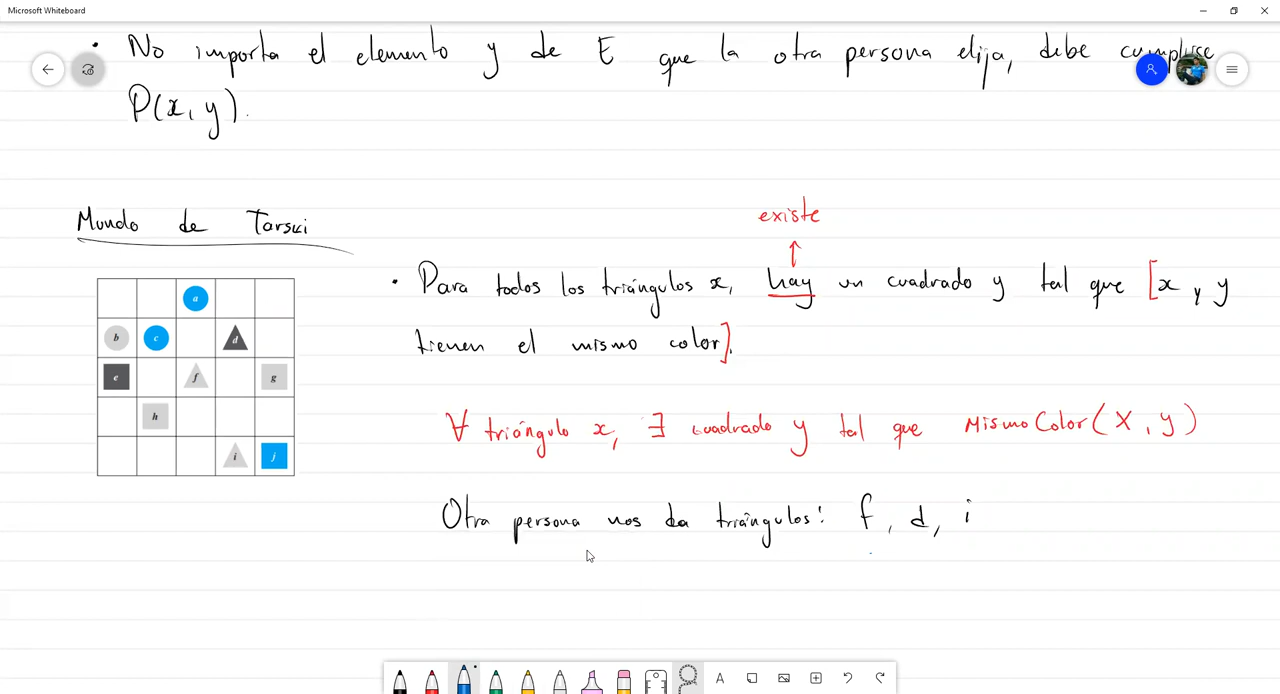 Microsoft Whiteboard
· No importa el elemento y de E que la otra persona elija, debe cumplirse
P(x, y).
Mundo de Tarski
existe
· Para todos los triángulos x, hay un cuadrado y tal que [x y y
tienen el mismo color].
∀ triángulo x, ∃ cuadrado y tal que MismoColor(x, y)
Otra persona nos da triángulos: f, d, i
a
b c d
e f g
h
i j
A